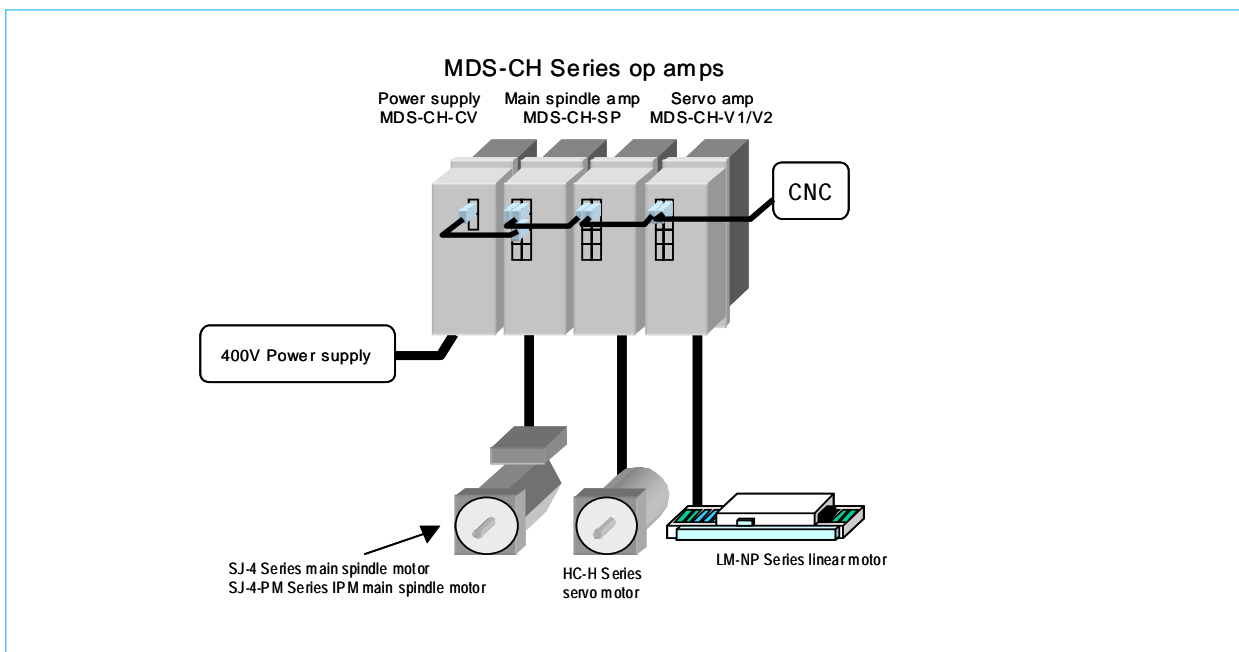 MDS-CH Series op amps
Power supply
MDS-CH-CV
Main spindle amp
MDS-CH-SP
Servo amp
MDS-CH-V1/V2
CNC
400V Power supply
SJ-4 Series main spindle motor
SJ-4-PM Series IPM main spindle motor
HC-H Series
servo motor
LM-NP Series linear motor